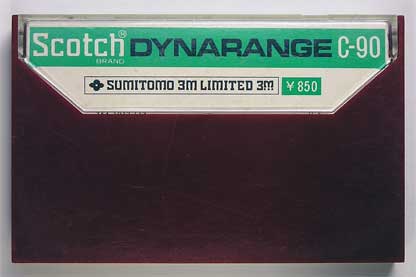 Scotch® DYNARANGE C-90
BRAND
SUMITOMO 3M LIMITED 3M ¥850